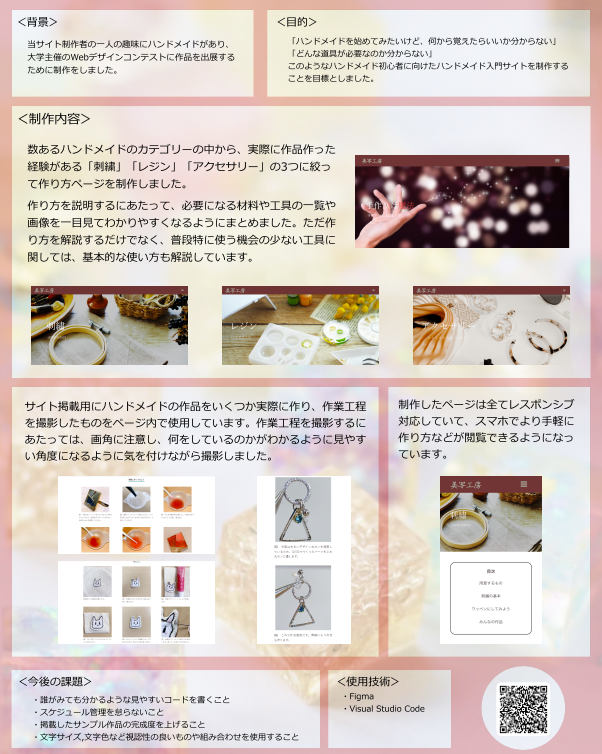 ＜背景＞
当サイト制作者の一人の趣味にハンドメイドがあり、
大学主催のWebデザインコンテストに作品を出展する
ために制作をしました。
＜目的＞
「ハンドメイドを始めてみたいけど、何から覚えたらいいか分からない」
「どんな道具が必要なのか分からない」
このようなハンドメイド初心者に向けたハンドメイド入門サイトを制作する
ことを目標としました。
＜制作内容＞
数あるハンドメイドのカテゴリーの中から、実際に作品作った
経験がある「刺繍」「レジン」「アクセサリー」の3つに絞っ
て作り方ページを制作しました。
作り方を説明するにあたって、必要になる材料や工具の一覧や
画像を一目見てわかりやすくなるようにまとめました。ただ作
り方を解説するだけでなく、普段特に使う機会の少ない工具に
関しては、基本的な使い方も解説しています。
美零工房
美零工房
刺繍
美零工房
レジン
美零工房
アクセサリー
サイト掲載用にハンドメイドの作品をいくつか実際に作り、作業工程
を撮影したものをページ内で使用しています。作業工程を撮影するに
あたっては、画角に注意し、何をしているのかがわかるように見やす
い角度になるように気を付けながら撮影しました。
制作したページは全てレスポンシブ
対応していて、スマホでより手軽に
作り方などが閲覧できるようになっ
ています。
美零工房
刺繍
目次
用意するもの
刺繍の基本
ワッペンにしてみよう
みんなの作品
＜今後の課題＞
・誰がみても分かるような見やすいコードを書くこと
・スケジュール管理を怠らないこと
・掲載したサンプル作品の完成度を上げること
・文字サイズ,文字色など視認性の良いものや組み合わせを使用すること
＜使用技術＞
・Figma
・Visual Studio Code